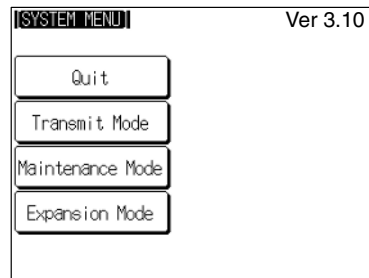 [SYSTEM MENU] Ver 3.10
Quit
Transmit Mode
Maintenance Mode
Expansion Mode